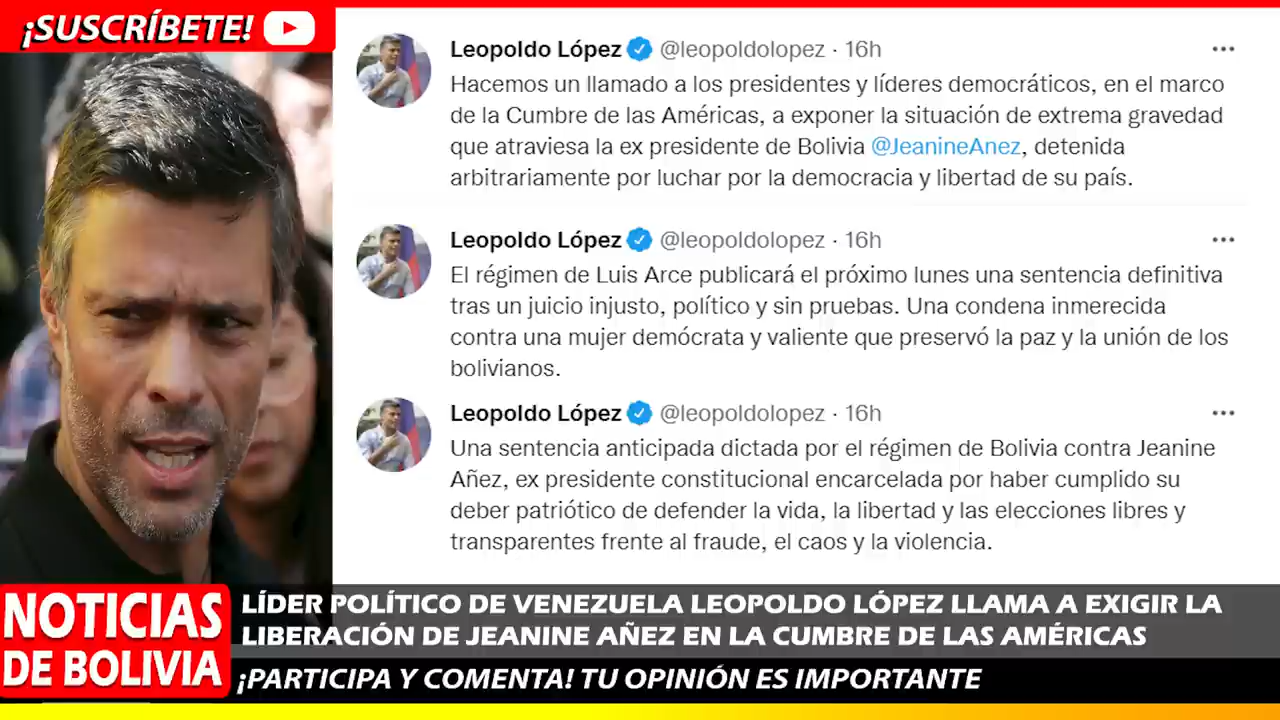 ¡SUSCRÍBETE!
Leopoldo López @leopoldolopez · 16h
Hacemos un llamado a los presidentes y líderes democráticos, en el marco
de la Cumbre de las Américas, a exponer la situación de extrema gravedad
que atraviesa la ex presidente de Bolivia @JeanineAnez, detenida
arbitrariamente por luchar por la democracia y libertad de su país.
Leopoldo López @leopoldolopez · 16h
El régimen de Luis Arce publicará el próximo lunes una sentencia definitiva
tras un juicio injusto, político y sin pruebas. Una condena inmerecida
contra una mujer demócrata y valiente que preservó la paz y la unión de los
bolivianos.
Leopoldo López @leopoldolopez · 16h
Una sentencia anticipada dictada por el régimen de Bolivia contra Jeanine
Añez, ex presidente constitucional encarcelada por haber cumplido su
deber patriótico de defender la vida, la libertad y las elecciones libres y
transparentes frente al fraude, el caos y la violencia.
NOTICIAS
DE BOLIVIA
LÍDER POLÍTICO DE VENEZUELA LEOPOLDO LÓPEZ LLAMA A EXIGIR LA
LIBERACIÓN DE JEANINE AÑEZ EN LA CUMBRE DE LAS AMÉRICAS
¡PARTICIPA Y COMENTA! TU OPINIÓN ES IMPORTANTE